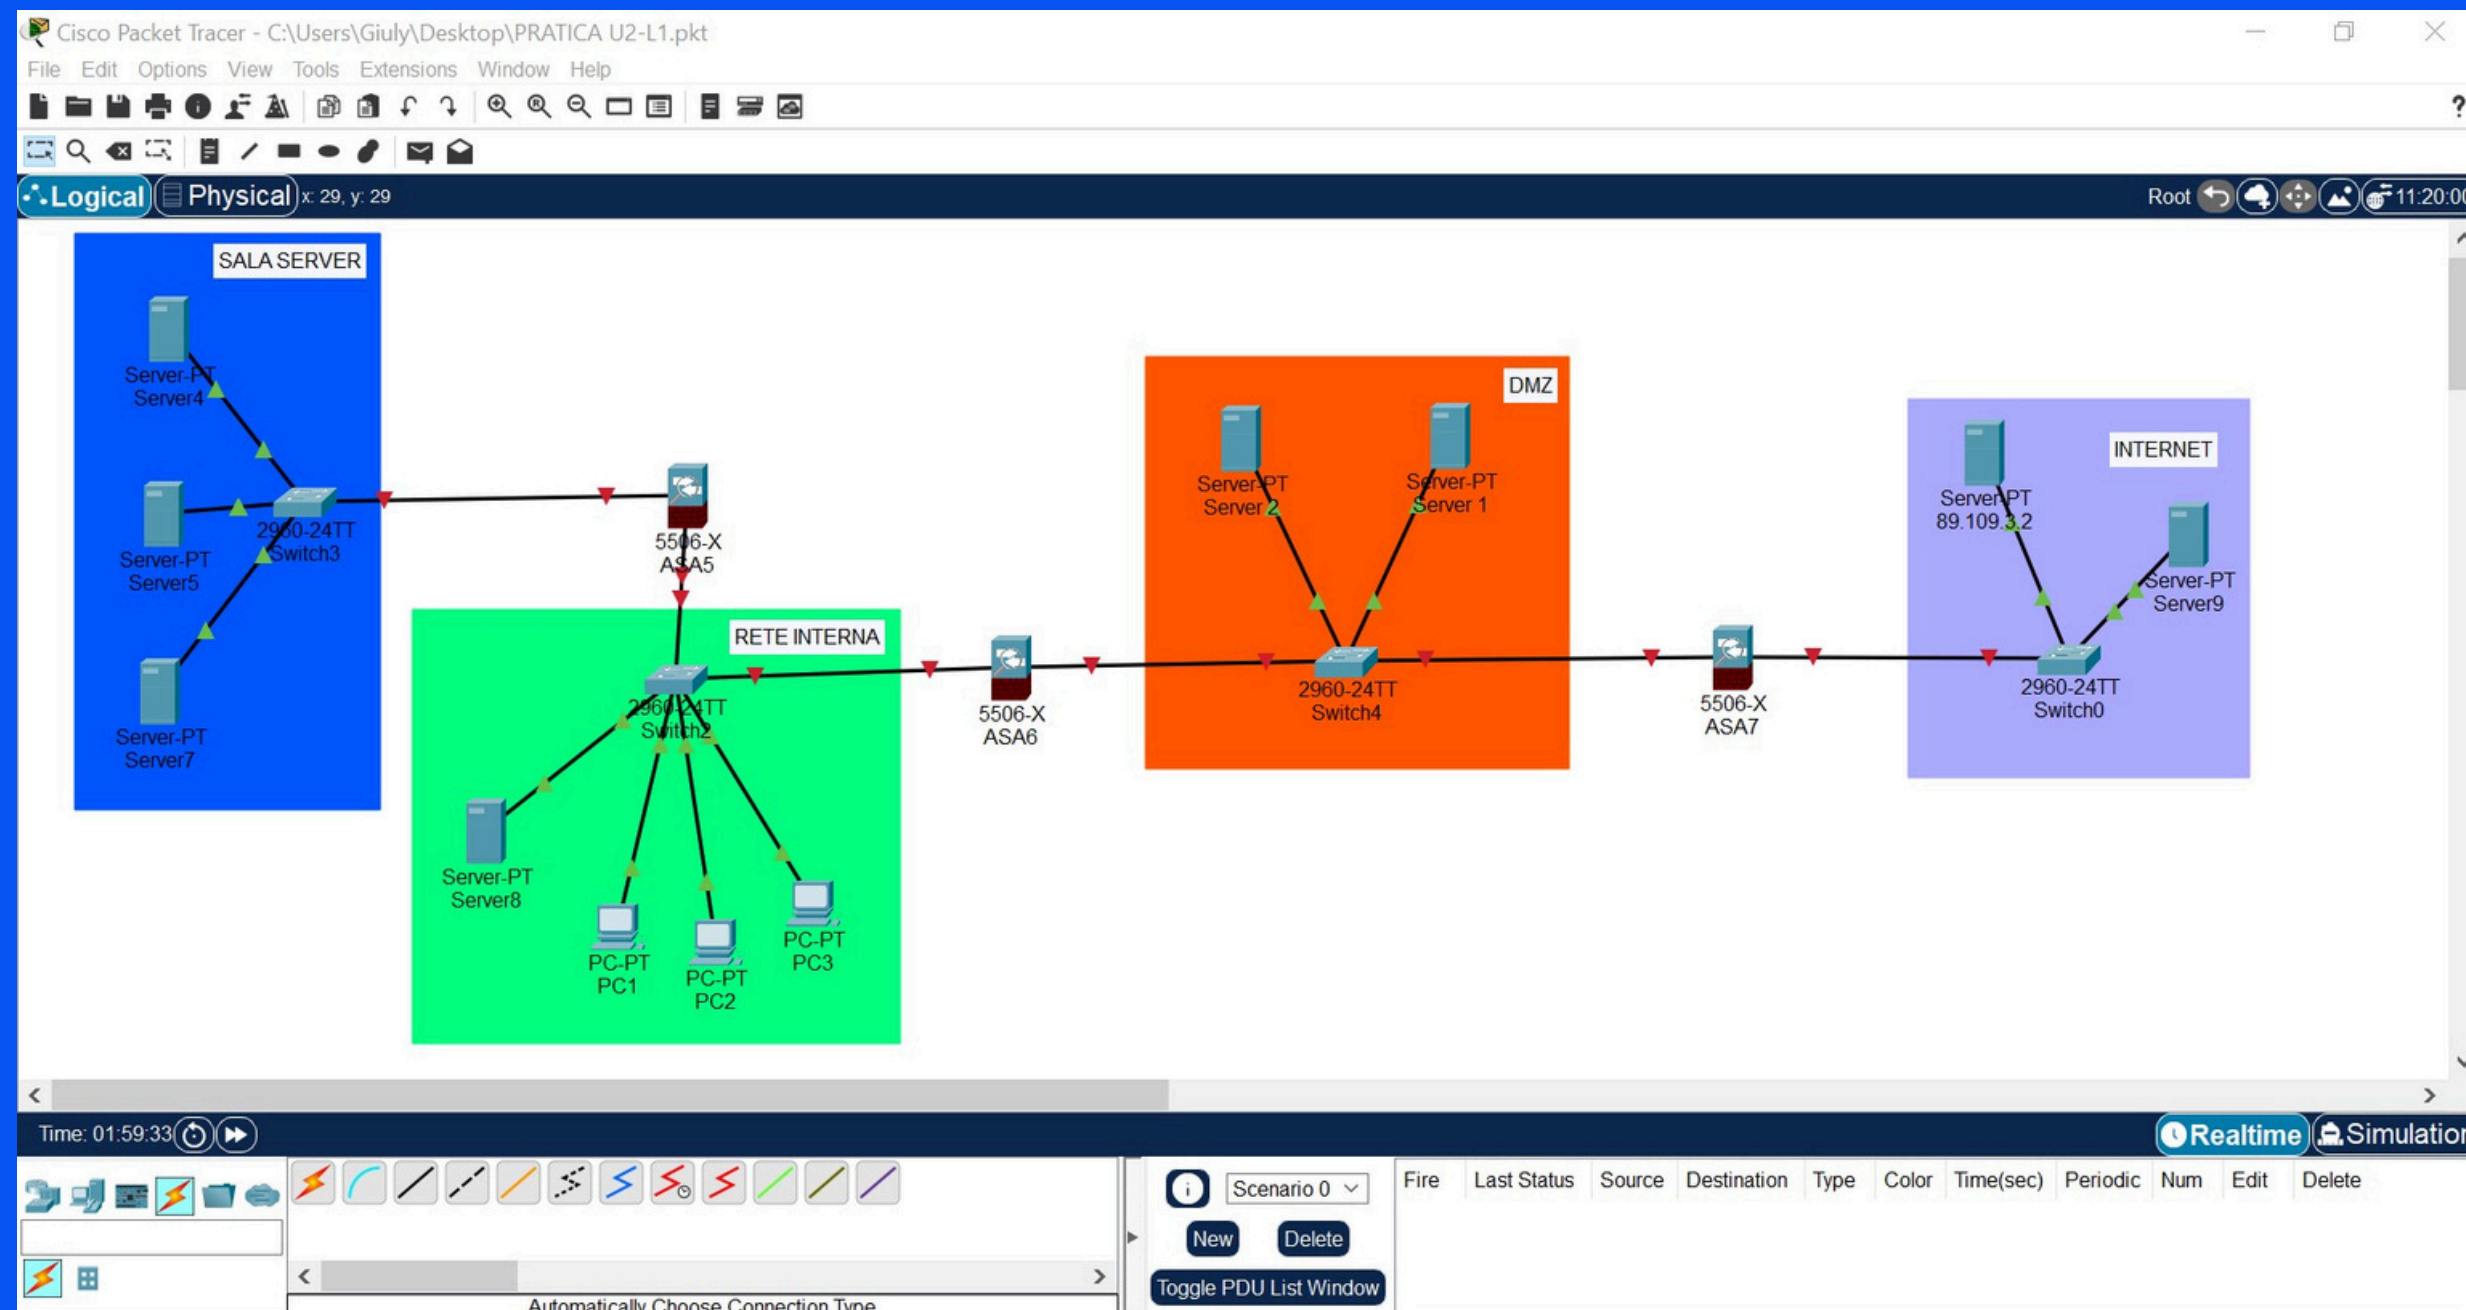 Cisco Packet Tracer - C:\Users\Giuly\Desktop\PRATICA U2-L1.pkt
File Edit Options View Tools Extensions Window Help
?
Logical Physical x: 29, y: 29 Root 11:20:00
SALA SERVER
Server-PT
Server4
Server-PT
Server5
Server-PT
Server7
2960-24TT
Switch3
5506-X
ASA5
RETE INTERNA
2960-24TT
Switch2
Server-PT
Server8
PC-PT
PC1
PC-PT
PC2
PC-PT
PC3
5506-X
ASA6
DMZ
Server-PT
Server 2
Server-PT
Server 1
2960-24TT
Switch4
5506-X
ASA7
INTERNET
Server-PT
89.109.3.2
Server-PT
Server9
2960-24TT
Switch0
Time: 01:59:33 Realtime Simulation
Scenario 0
New Delete
Toggle PDU List Window
Fire Last Status Source Destination Type Color Time(sec) Periodic Num Edit Delete
Automatically Choose Connection Type